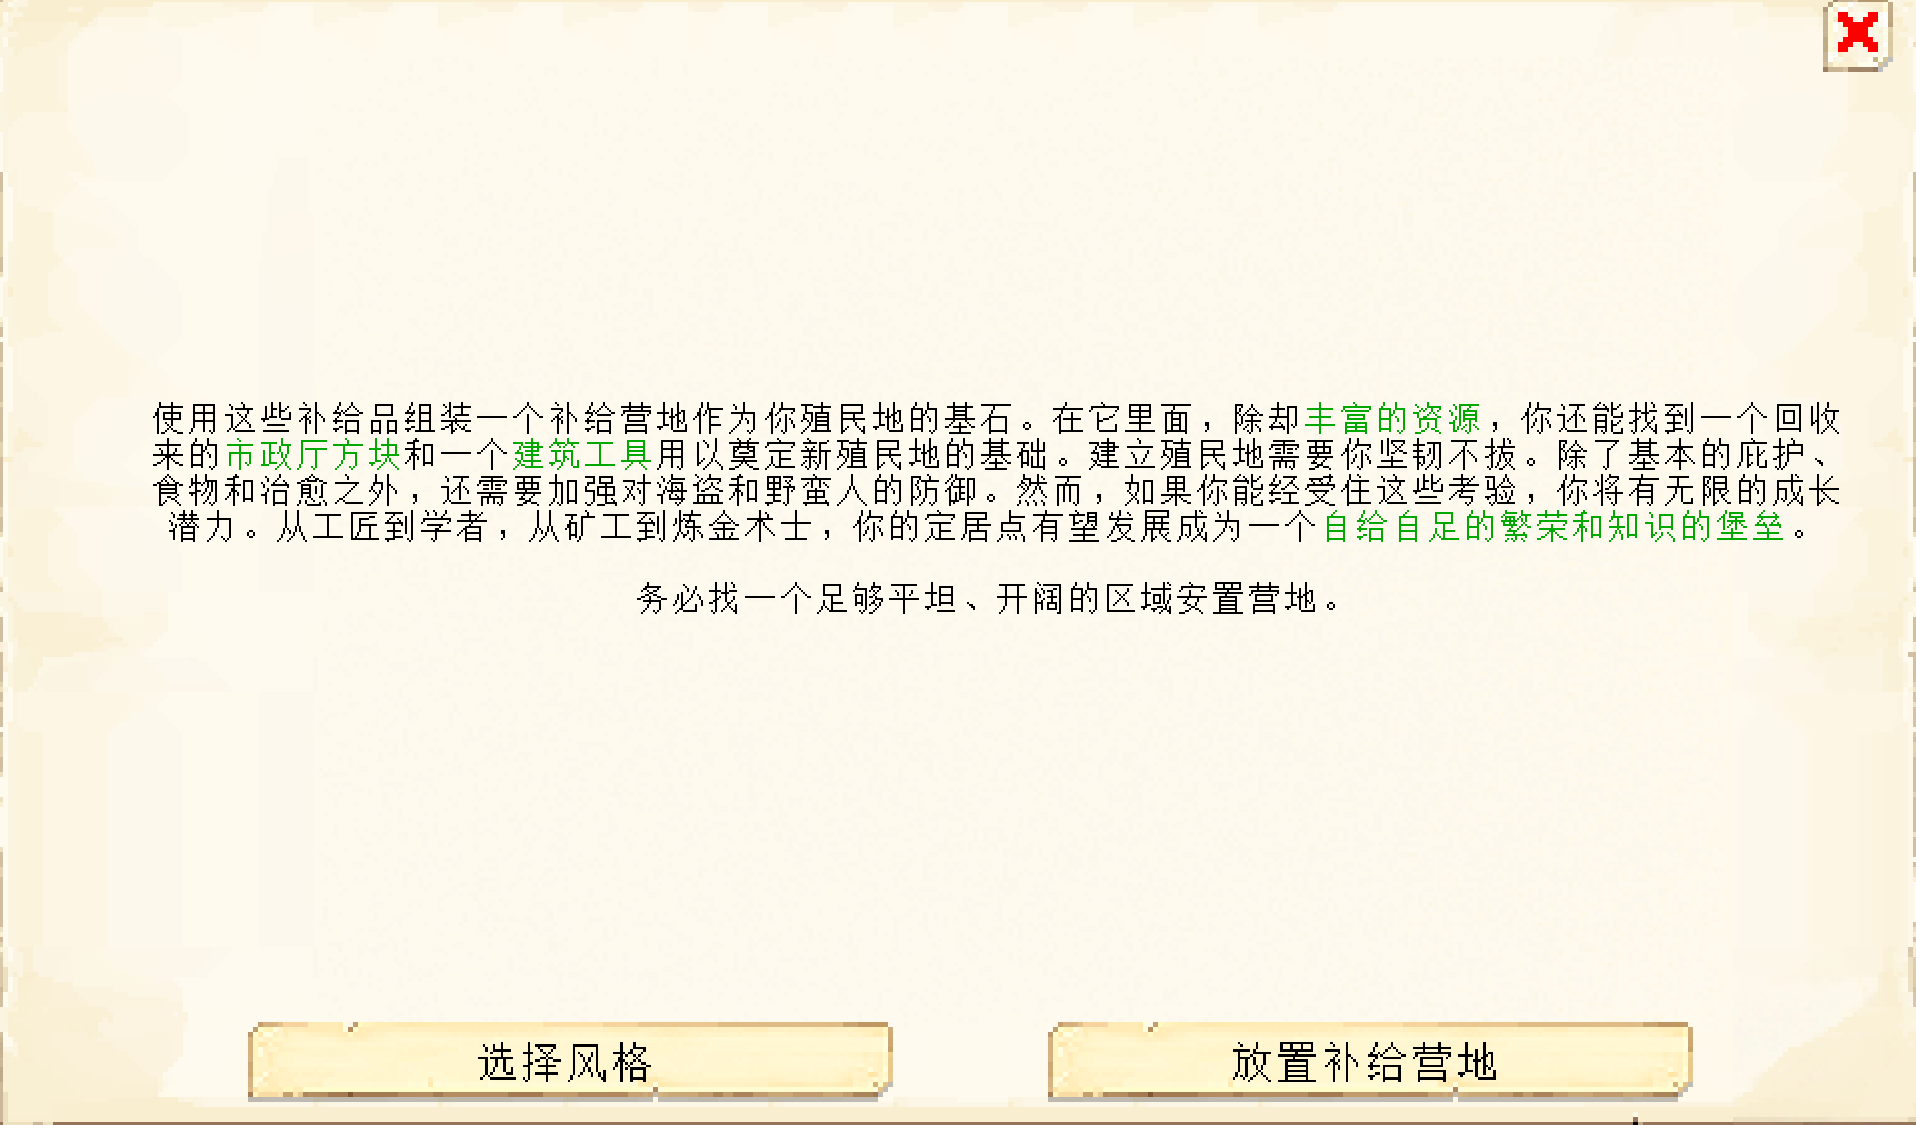 使用这些补给品组装一个补给营地作为你殖民地的基石。在它里面，除却丰富的资源，你还能找到一个回收
来的市政厅方块和一个建筑工具用以奠定新殖民地的基础。建立殖民地需要你坚韧不拔。除了基本的庇护、
食物和治愈之外，还需要加强对海盗和野蛮人的防御。然而，如果你能经受住这些考验，你将有无限的成长
潜力。从工匠到学者，从矿工到炼金术士，你的定居点有望发展成为一个自给自足的繁荣和知识的堡垒。
务必找一个足够平坦、开阔的区域安置营地。
选择风格
放置补给营地